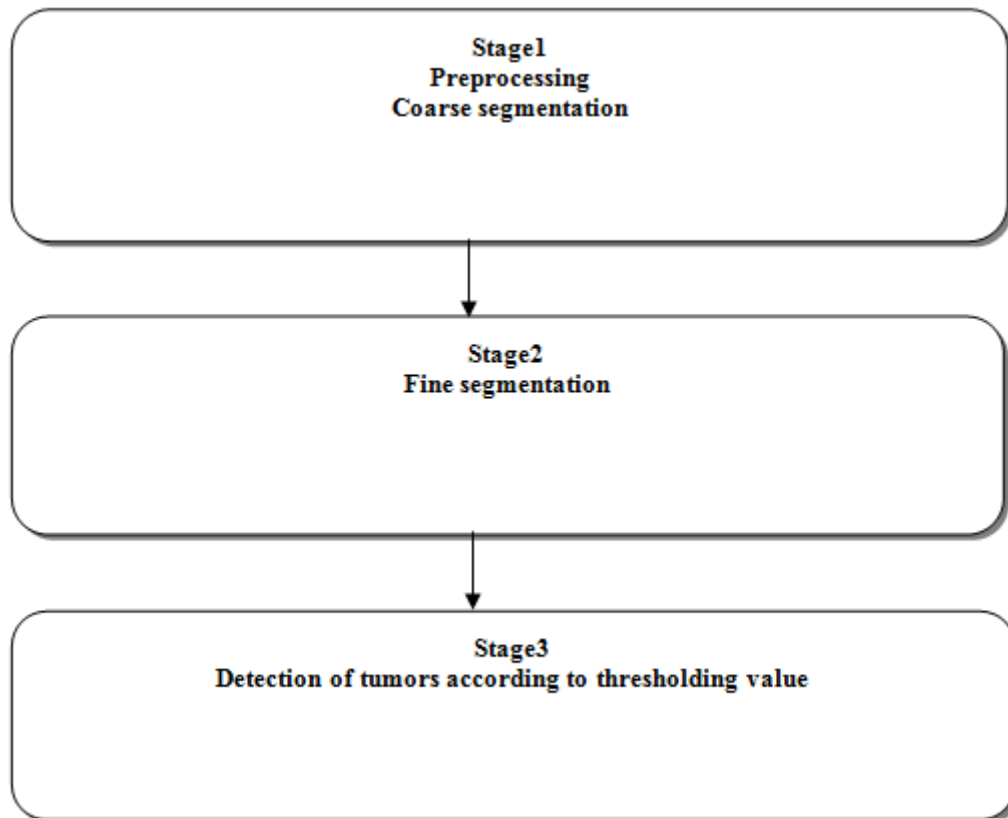 Stage1
Preprocessing
Coarse segmentation
Stage2
Fine segmentation
Stage3
Detection of tumors according to thresholding value